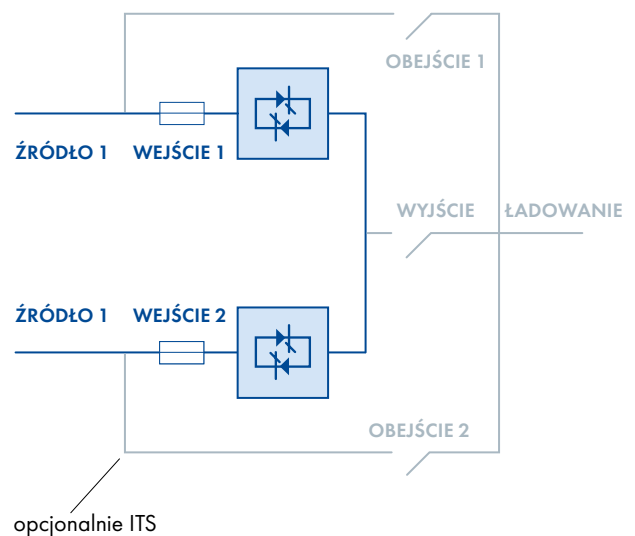 OBEJŚCIE 1
ŹRÓDŁO 1 WEJŚCIE 1
WYJŚCIE ŁADOWANIE
ŹRÓDŁO 1 WEJŚCIE 2
OBEJŚCIE 2
opcjonalnie ITS